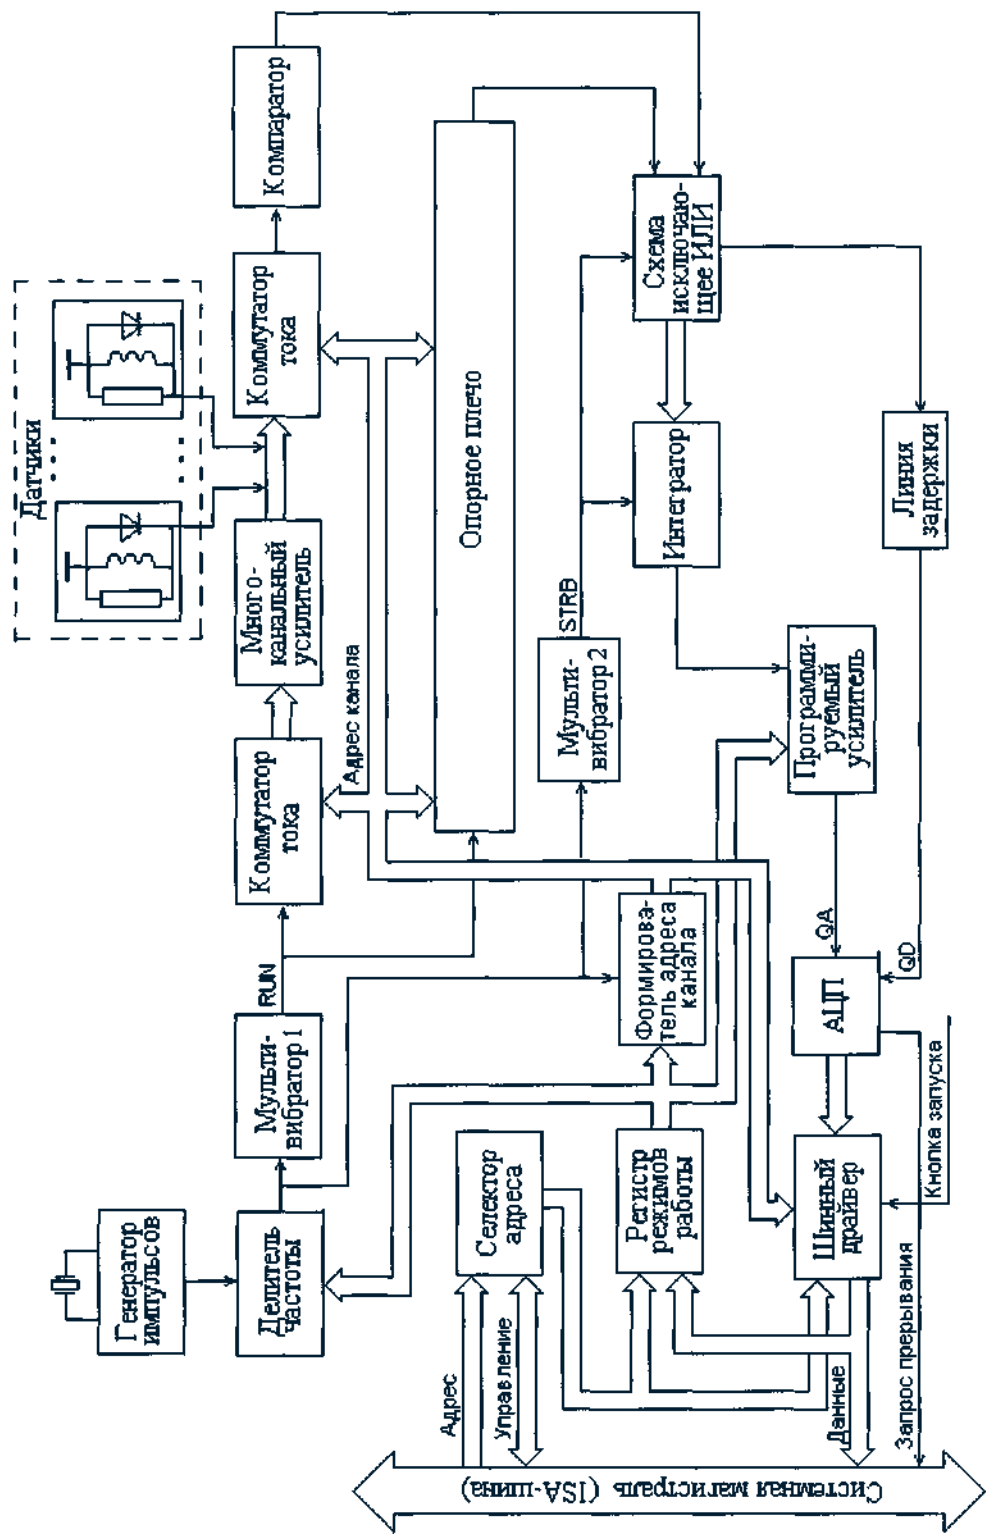 Генератор
импульсов
Делитель
частоты
Мульти-
вибратор 1
RUN
Коммутатор
тока
Много-
канальный
усилитель
Датчики
Коммутатор
тока
Компаратор
Адрес канала
Опорное плечо
Селектор
адреса
Мульти-
вибратор 2
STRB
Регистр
режимов
работы
Формирова-
тель адреса
канала
Интегратор
Схема
исключаю-
щее ИЛИ
Программи-
руемый
усилитель
Шинный
драйвер
АЦП
QA
QD
Линия
задержки
Кнопка запуска
Адрес
Управление
Данные
Запрос прерывания
Системная магистраль (ISA-шина)